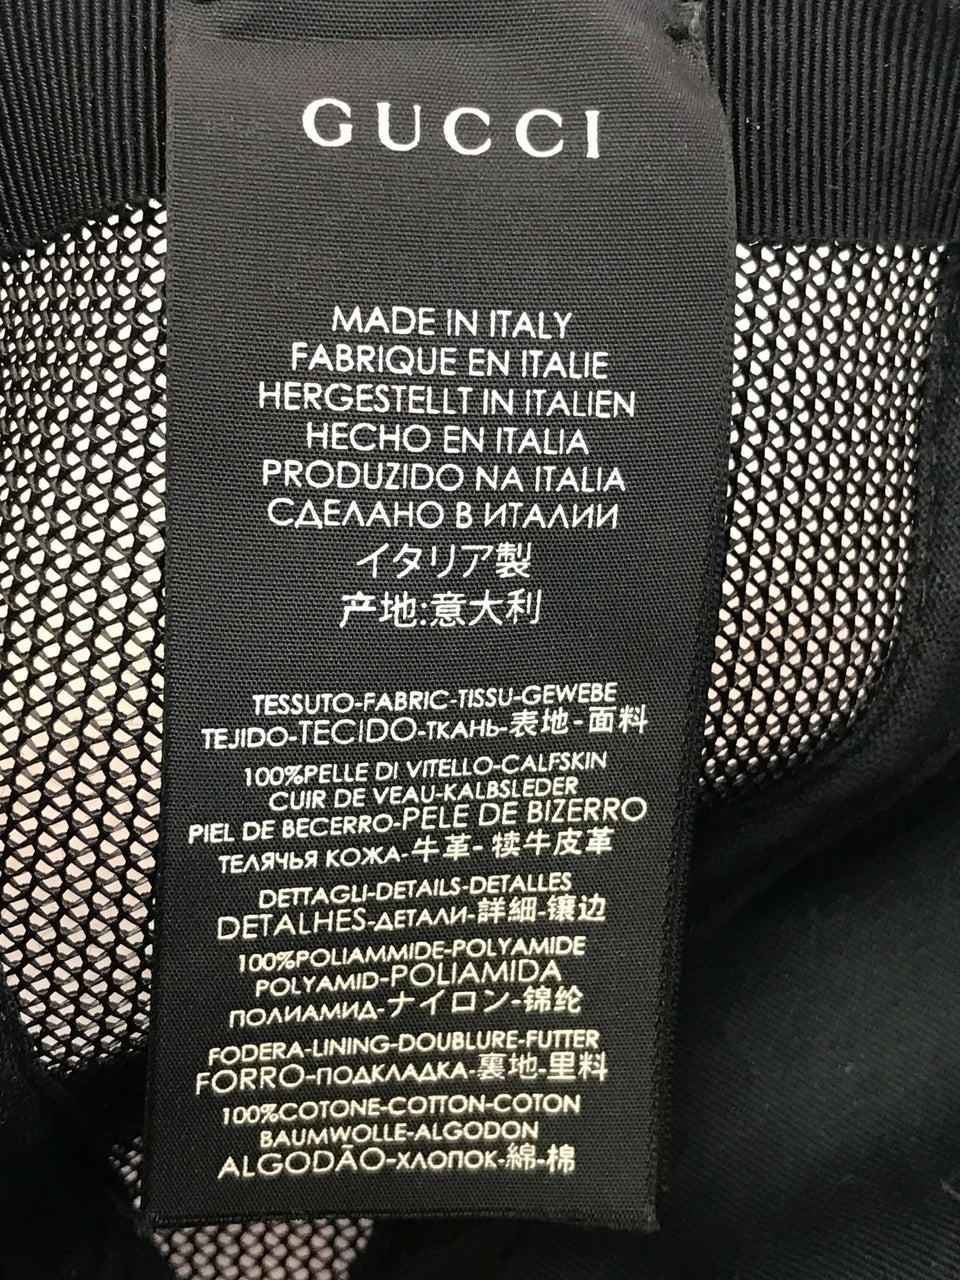 GUCCI
MADE IN ITALY
FABRIQUE EN ITALIE
HERGESTELLT IN ITALIEN
HECHO EN ITALIA
PRODUZIDO NA ITALIA
СДЕЛАНО В ИТАЛИИ
イタリア製
产地:意大利
TESSUTO-FABRIC-TISSU-GEWEBE
TEJIDO-TECIDO-ТКАНЬ-表地-面料
100%PELLE DI VITELLO-CALFSKIN
CUIR DE VEAU-KALBSLEDER
PIEL DE BECERRO-PELE DE BIZERRO
ТЕЛЯЧЬЯ КОЖА-牛革-犊牛皮革
DETTAGLI-DETAILS-DETALLES
DETALHES-ДЕТАЛИ-詳細-镶边
100%POLIAMMIDE-POLYAMIDE
POLYAMID-POLIAMIDA
ПОЛИАМИД-ナイロン-锦纶
FODERA-LINING-DOUBLURE-FUTTER
FORRO-ПОДКЛАДКА-裏地-里料
100%COTONE-COTTON-COTON
BAUMWOLLE-ALGODON
ALGODÃO-ХЛОПОК-綿-棉